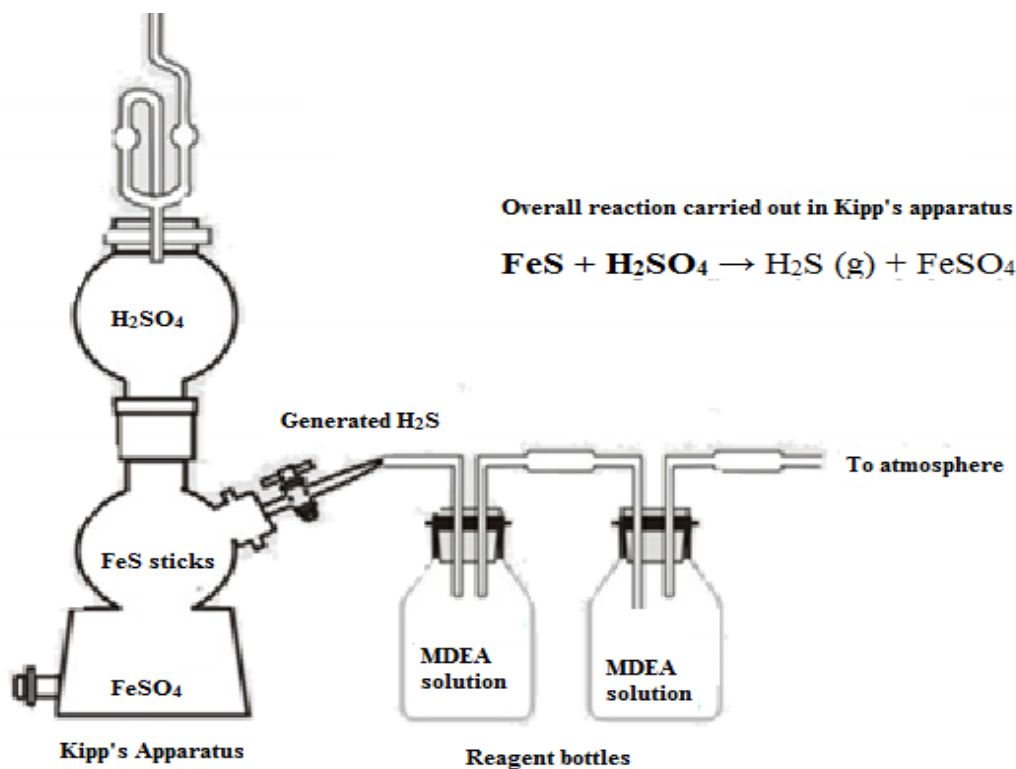 Overall reaction carried out in Kipp's apparatus
FeS + H₂SO₄ → H₂S (g) + FeSO₄
H₂SO₄
Generated H₂S
To atmosphere
FeS sticks
MDEA
solution
MDEA
solution
FeSO₄
Kipp's Apparatus
Reagent bottles